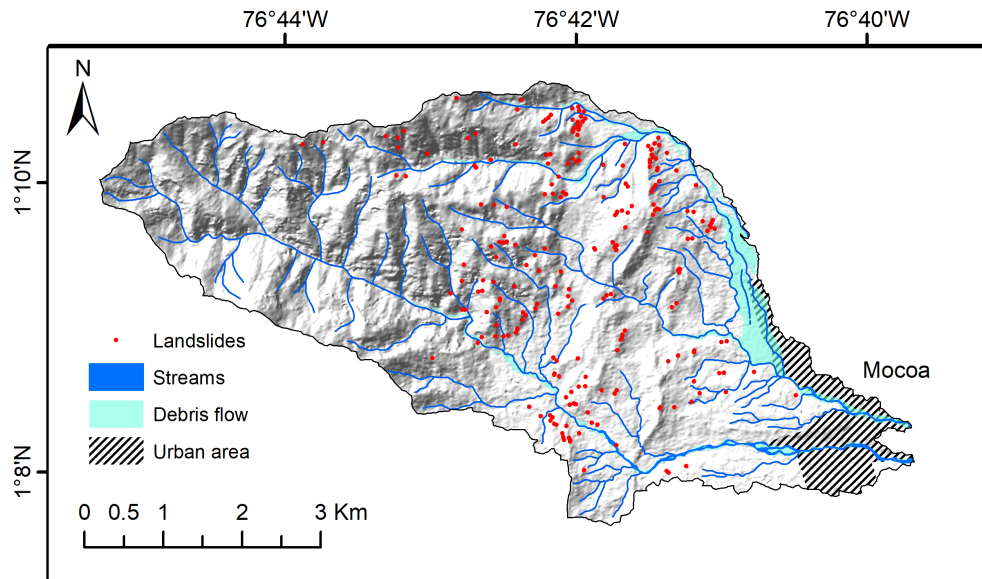 76°44'W 76°42'W 76°40'W
N
1°10'N
Landslides
Streams
Mocoa
Debris flow
Urban area
1°8'N
0 0.5 1 2 3 Km